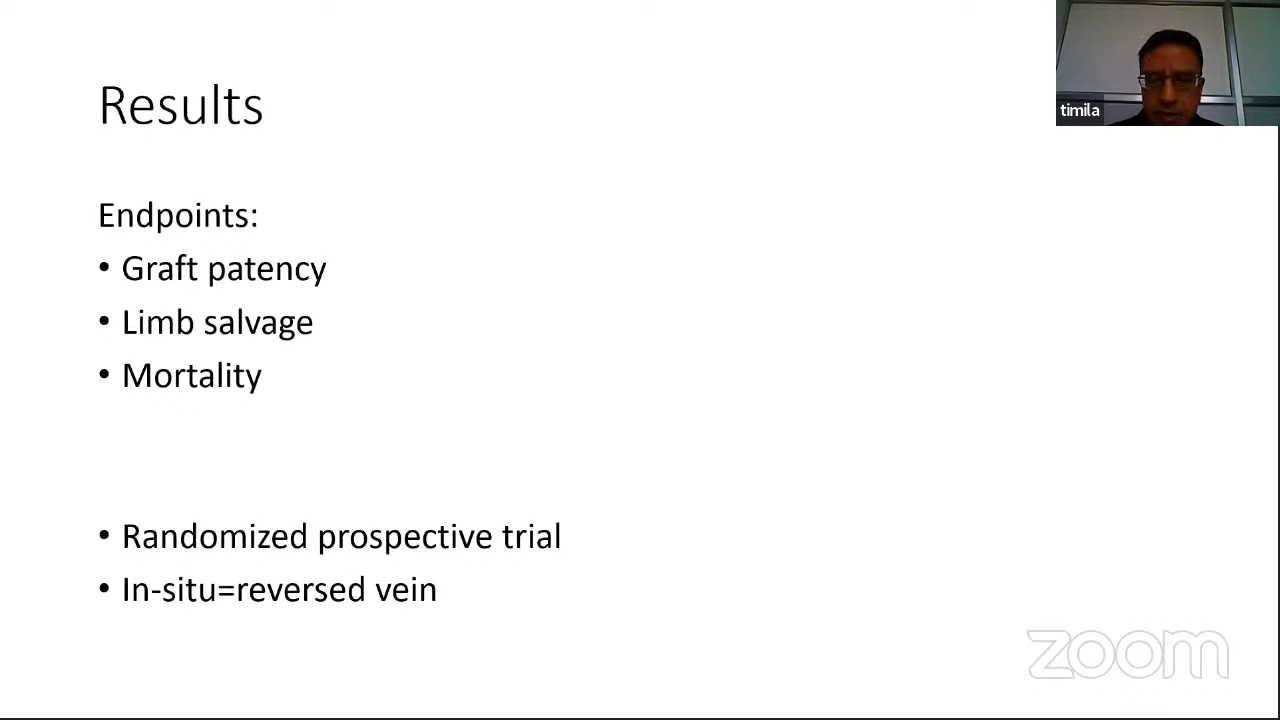 Results
timila
Endpoints:
• Graft patency
• Limb salvage
• Mortality
• Randomized prospective trial
• In-situ=reversed vein
zoom